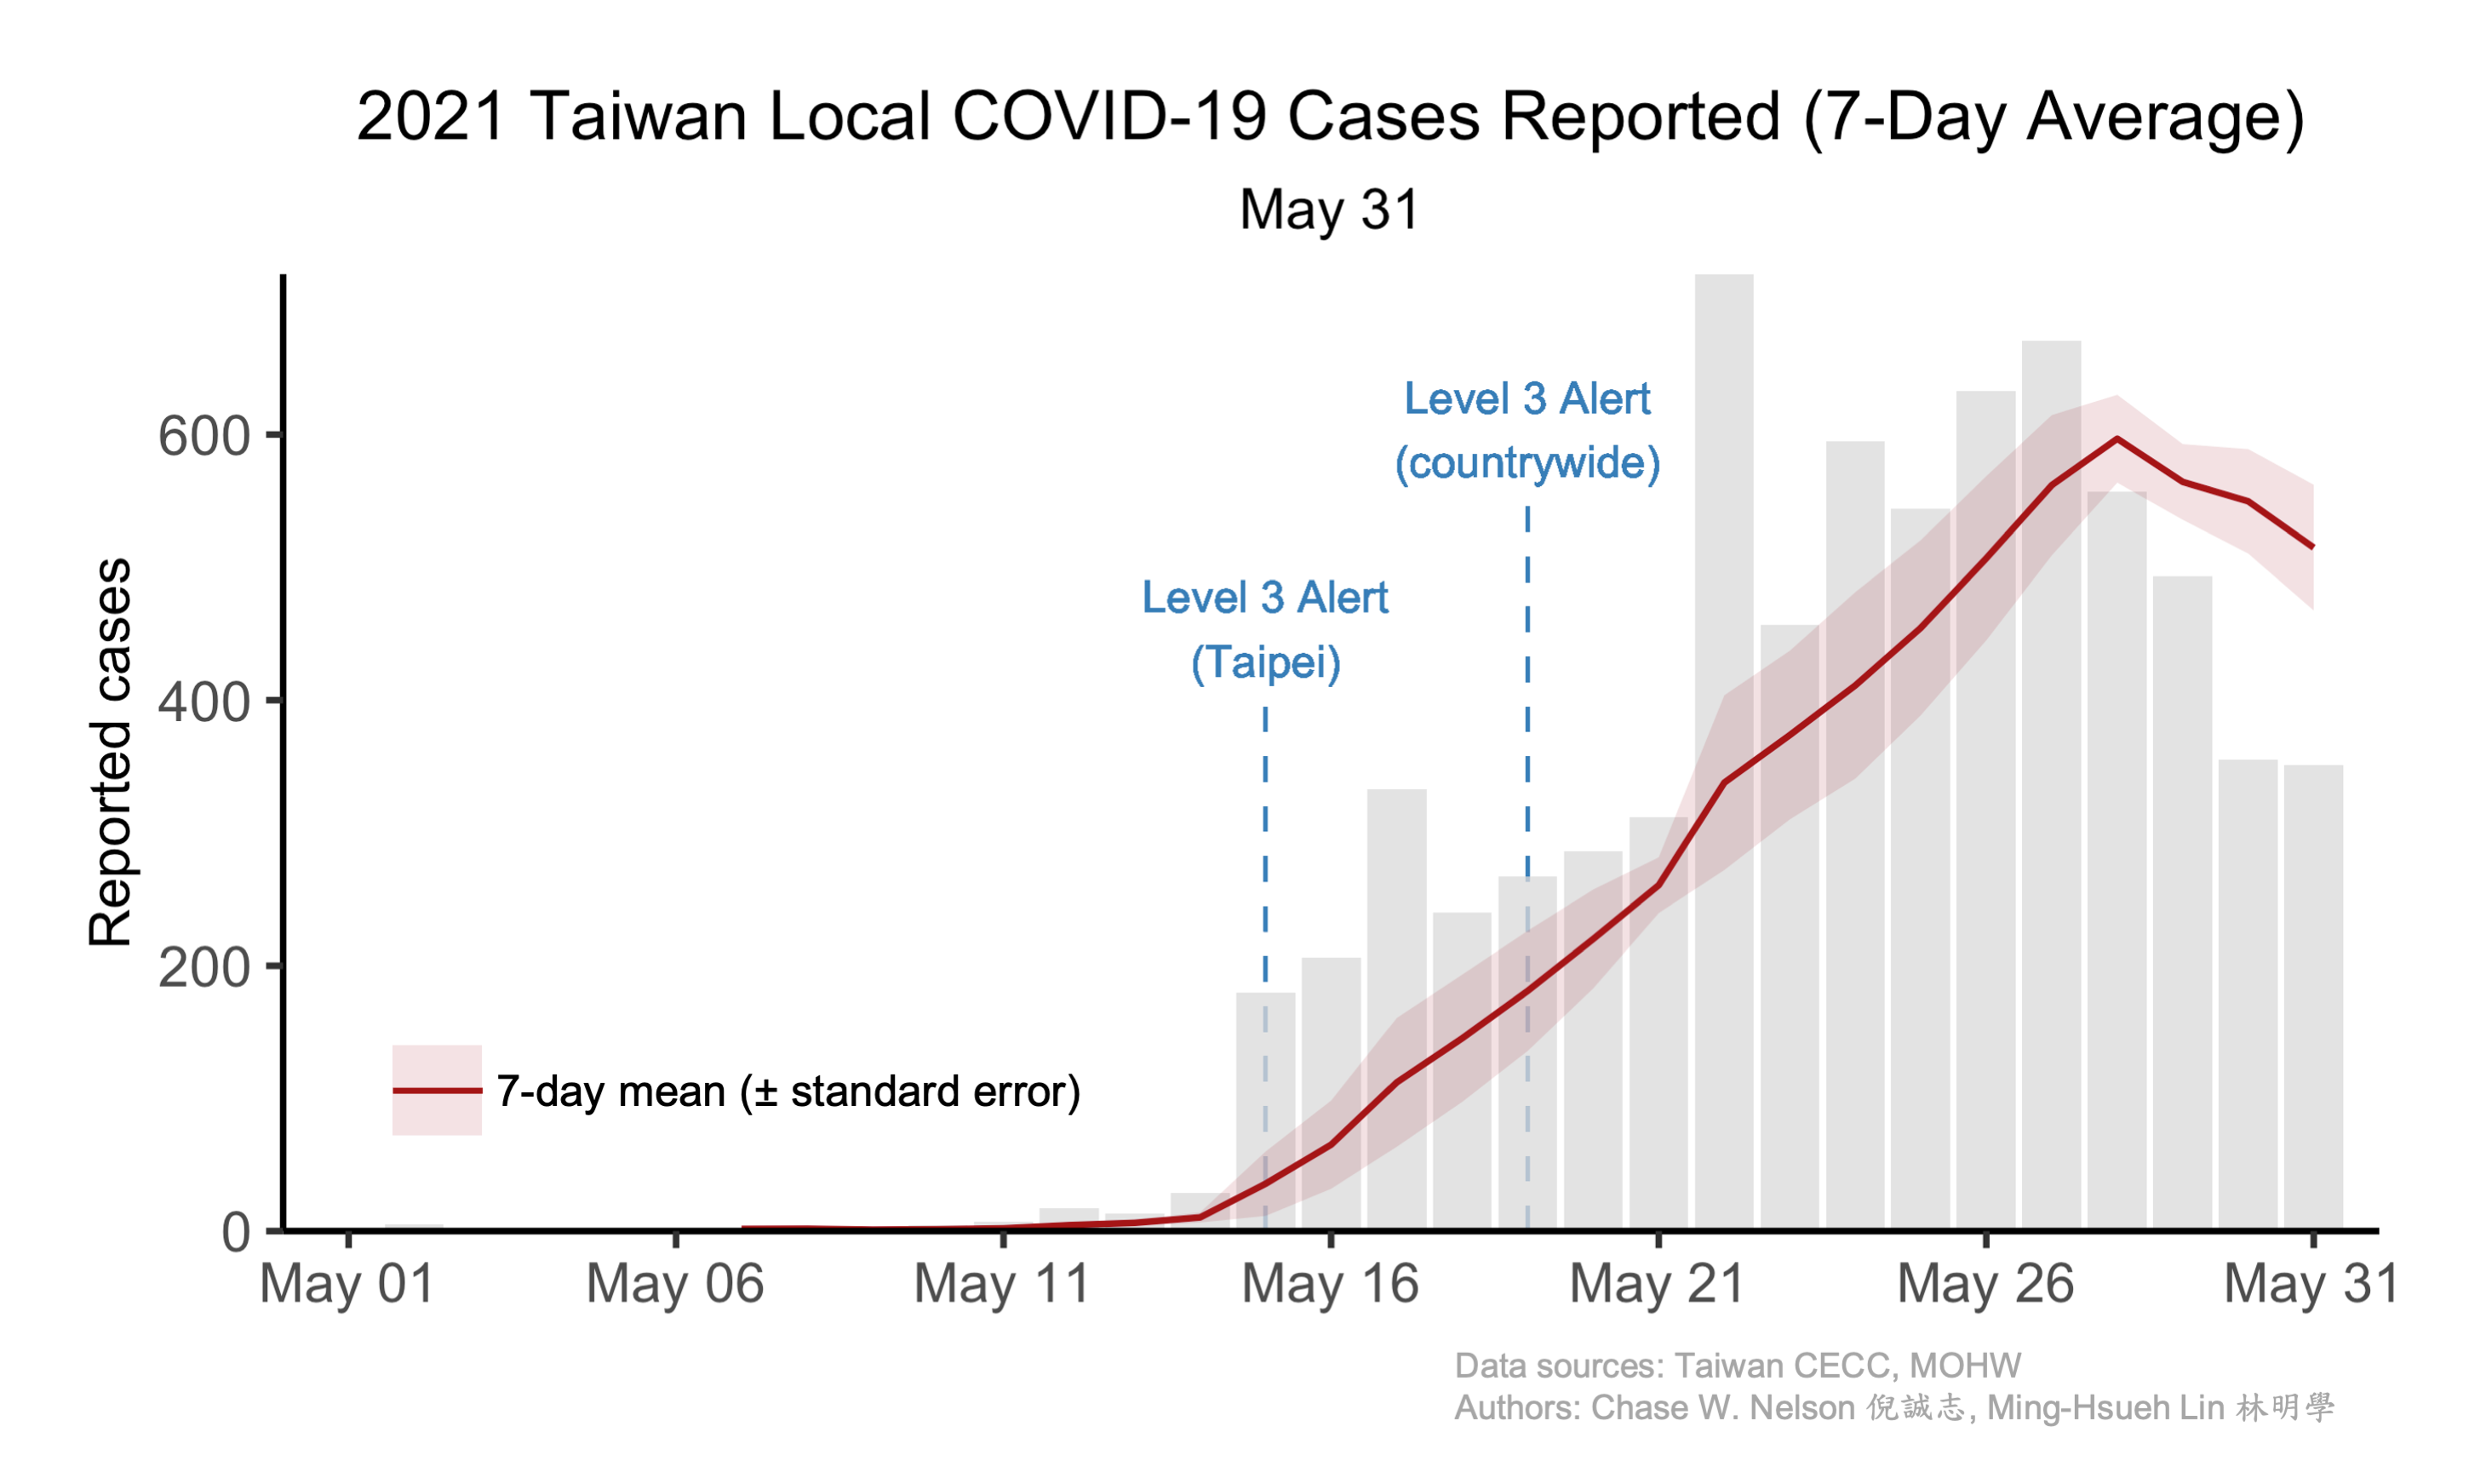 2021 Taiwan Local COVID-19 Cases Reported (7-Day Average)
May 31
Reported cases
600
400
200
0
Level 3 Alert
(countrywide)
Level 3 Alert
(Taipei)
7-day mean (± standard error)
May 01
May 06
May 11
May 16
May 21
May 26
May 31
Data sources: Taiwan CECC, MOHW
Authors: Chase W. Nelson 倪誠志, Ming-Hsueh Lin 林明學